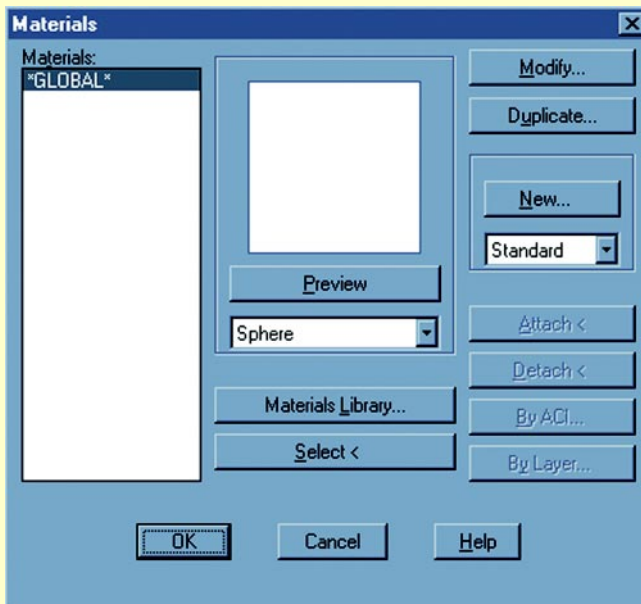 Materials
Materials:
*GLOBAL*
Preview
Sphere
Materials Library...
Select <
Modify...
Duplicate...
New...
Standard
Attach <
Detach <
By ACI...
By Layer...
OK
Cancel
Help